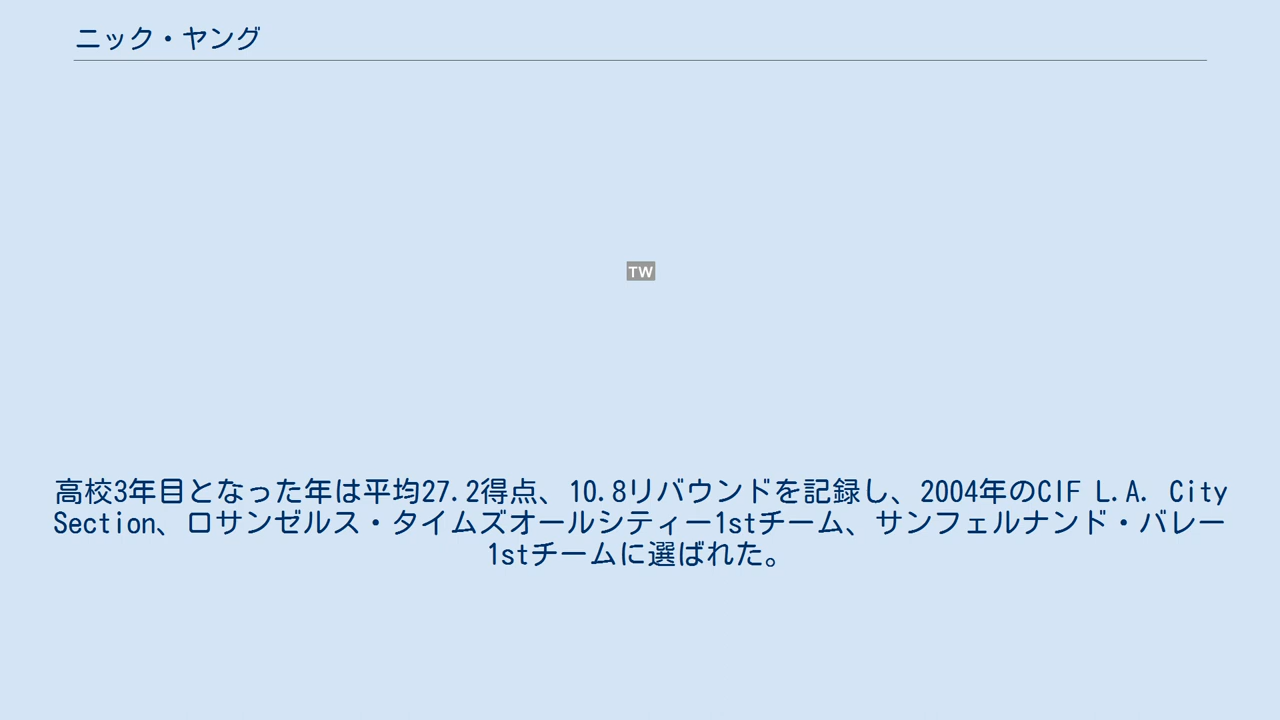 ニック・ヤング
TW
高校3年目となった年は平均27.2得点、10.8リバウンドを記録し、2004年のCIF L.A. City
Section、ロサンゼルス・タイムズオールシティー1stチーム、サンフェルナンド・バレー
1stチームに選ばれた。